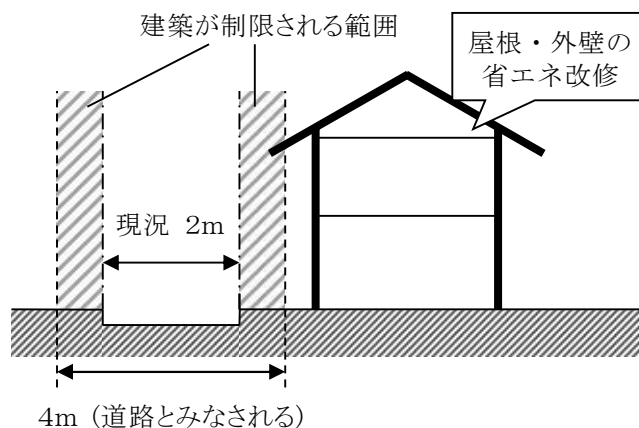 建築が制限される範囲
屋根・外壁の
省エネ改修
現況 2m
4m（道路とみなされる）